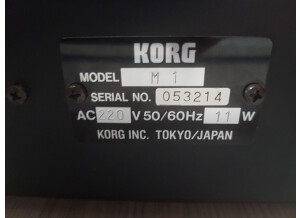 KORG
MODEL M 1
SERIAL NO. 053214
AC 220 V 50/60Hz 11 W
KORG INC. TOKYO/JAPAN